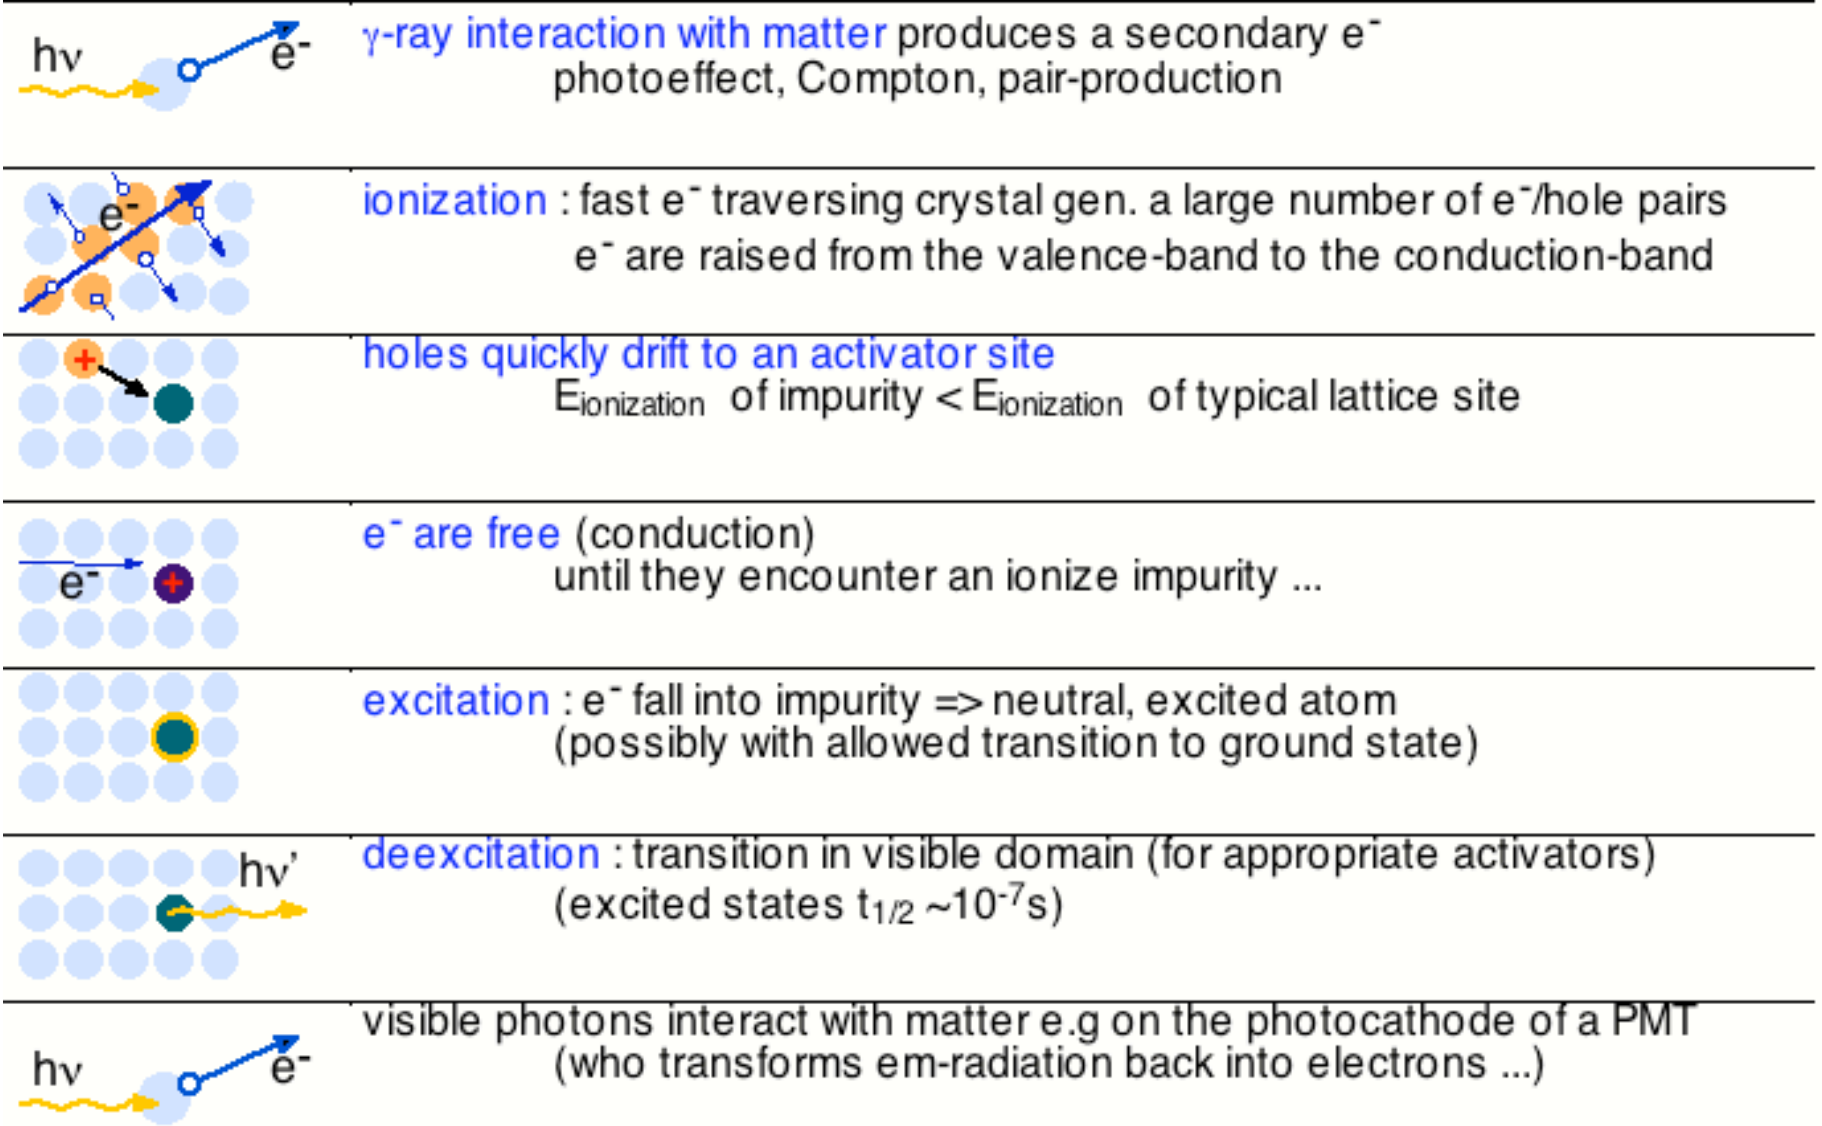 hν
e⁻
γ-ray interaction with matter produces a secondary e⁻
photoeffect, Compton, pair-production
e⁻
ionization : fast e⁻ traversing crystal gen. a large number of e⁻/hole pairs
e⁻ are raised from the valence-band to the conduction-band
+
holes quickly drift to an activator site
Eionization of impurity < Eionization of typical lattice site
e⁻
+
e⁻ are free (conduction)
until they encounter an ionize impurity ...
excitation : e⁻ fall into impurity => neutral, excited atom
(possibly with allowed transition to ground state)
hν'
deexcitation : transition in visible domain (for appropriate activators)
(excited states t1/2 ~10⁻⁷s)
hν
e⁻
visible photons interact with matter e.g on the photocathode of a PMT
(who transforms em-radiation back into electrons ...)